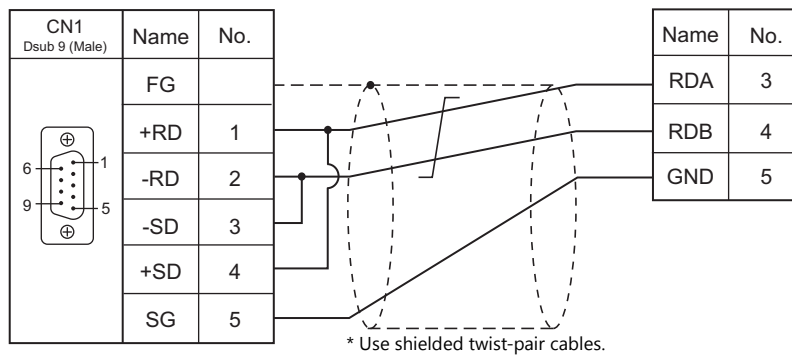 CN1
Dsub 9 (Male)
Name No.
FG
+RD 1
-RD 2
-SD 3
+SD 4
SG 5
6 1
9 5
Name No.
RDA 3
RDB 4
GND 5
* Use shielded twist-pair cables.